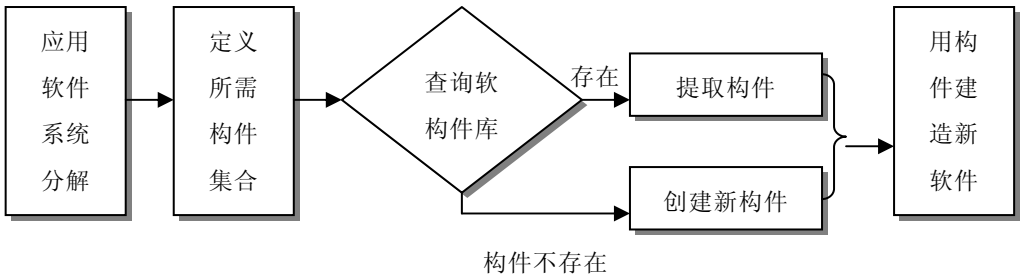 应用
软件
系统
分解
定义
所需
构件
集合
查询软
构件库
存在
提取构件
创建新构件
构件不存在
用构
件建
造新
软件